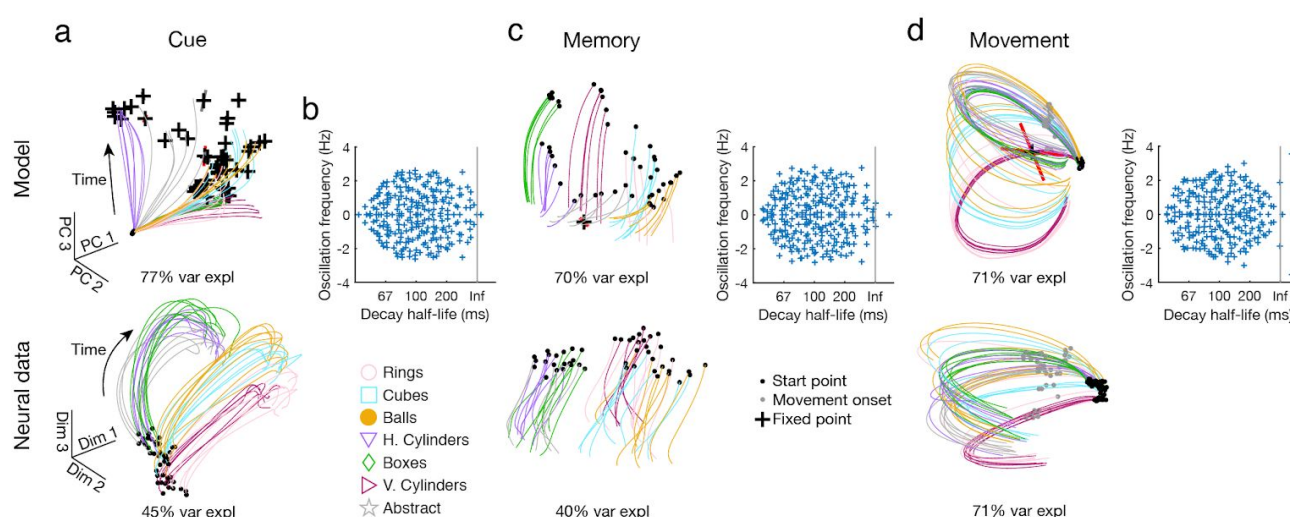 a
Cue
c
Memory
d
Movement
Model
Time
PC 3
PC 1
PC 2
77% var expl
b
Oscillation frequency (Hz)
4
2
0
-2
-4
67
100
200
Inf
Decay half-life (ms)
70% var expl
Oscillation frequency (Hz)
4
2
0
-2
-4
67
100
200
Inf
Decay half-life (ms)
71% var expl
Oscillation frequency (Hz)
4
2
0
-2
-4
67
100
200
Inf
Decay half-life (ms)
Neural data
Time
Dim 3
Dim 1
Dim 2
45% var expl
Rings
Cubes
Balls
H. Cylinders
Boxes
V. Cylinders
Abstract
40% var expl
Start point
Movement onset
Fixed point
71% var expl